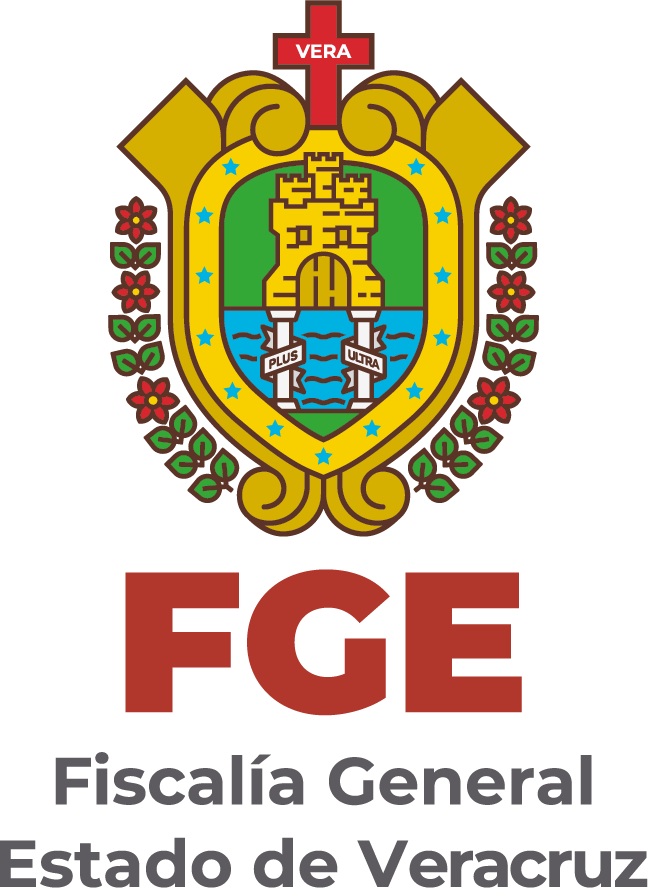 VERA
PLUS ULTRA
FGE
Fiscalía General
Estado de Veracruz